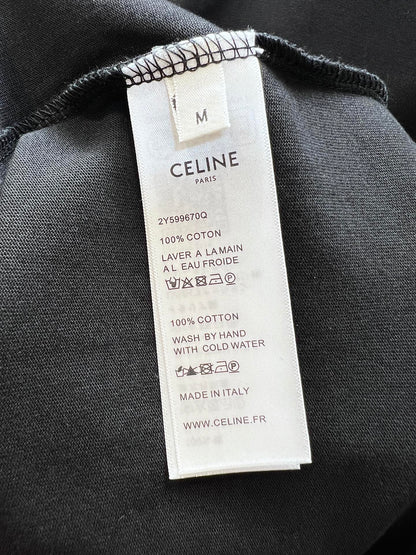 M
CELINE
PARIS
2Y599670Q
100% COTON
LAVER A LA MAIN
A L EAU FROIDE
100% COTTON
WASH BY HAND
WITH COLD WATER
MADE IN ITALY
WWW.CELINE.FR